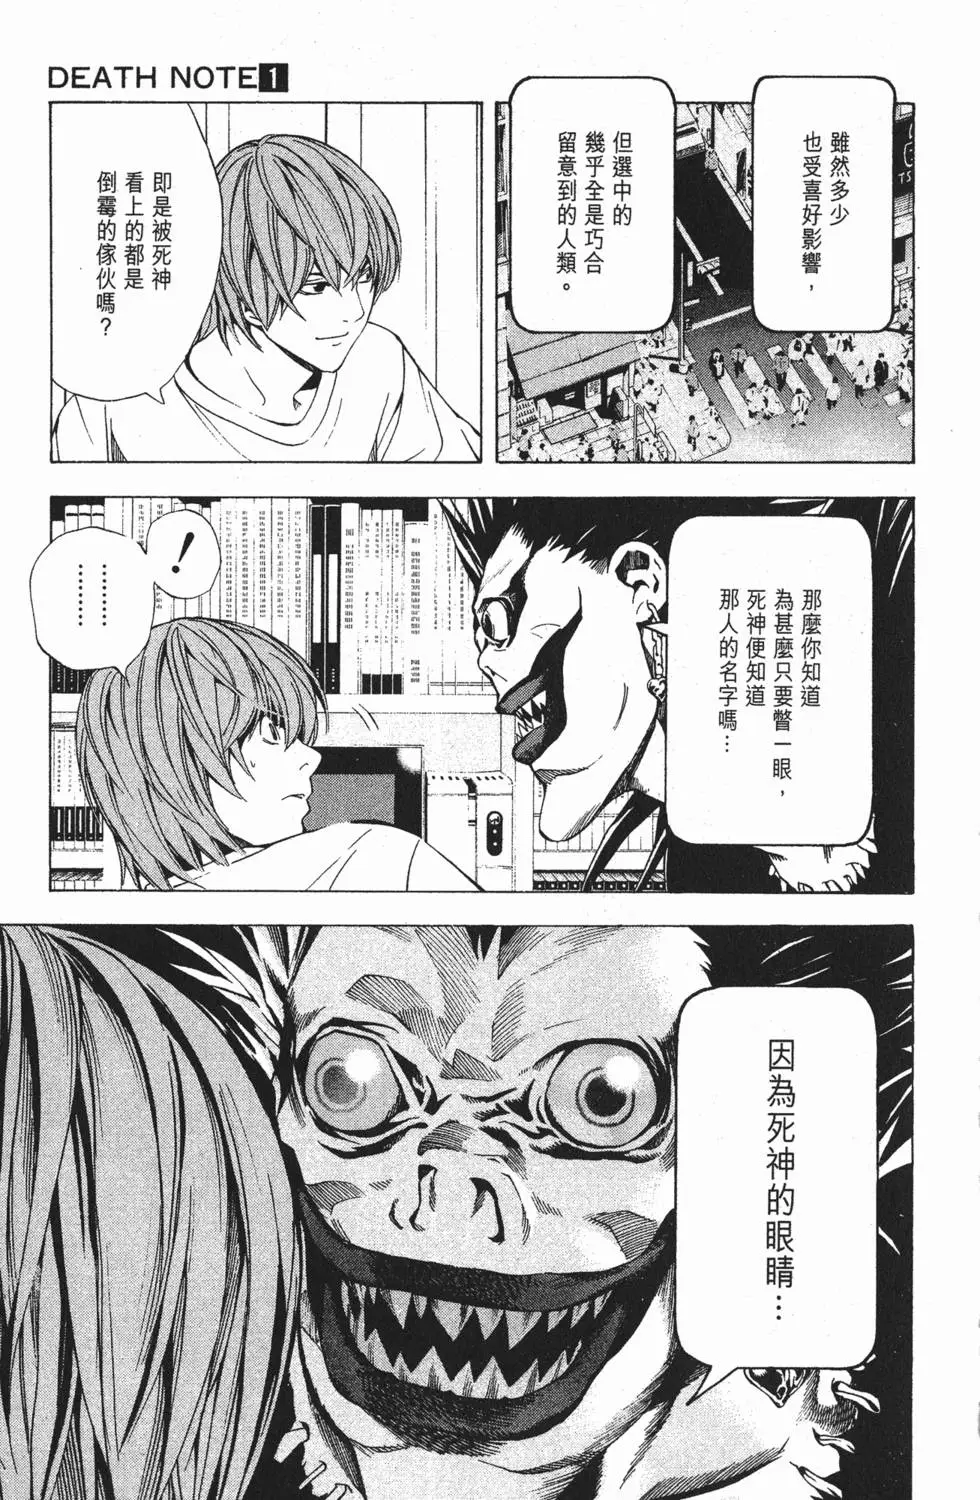 DEATH NOTE 1
雖然多少
也受喜好影響，
但選中的
幾乎全是巧合
留意到的人類。
即是被死神
看上的都是
倒霉的傢伙嗎？
那麼你知道
為甚麼只要瞥一眼，
死神便知道
那人的名字嗎…
！
………
………
因為死神的眼睛…